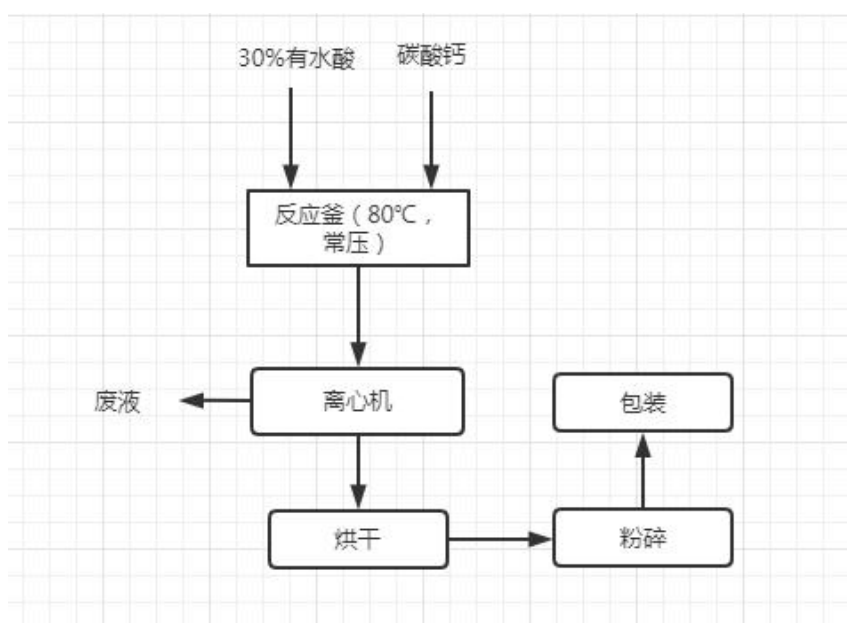 30%有水酸
碳酸钙
反应釜（80℃，
常压）
废液
离心机
包装
烘干
粉碎